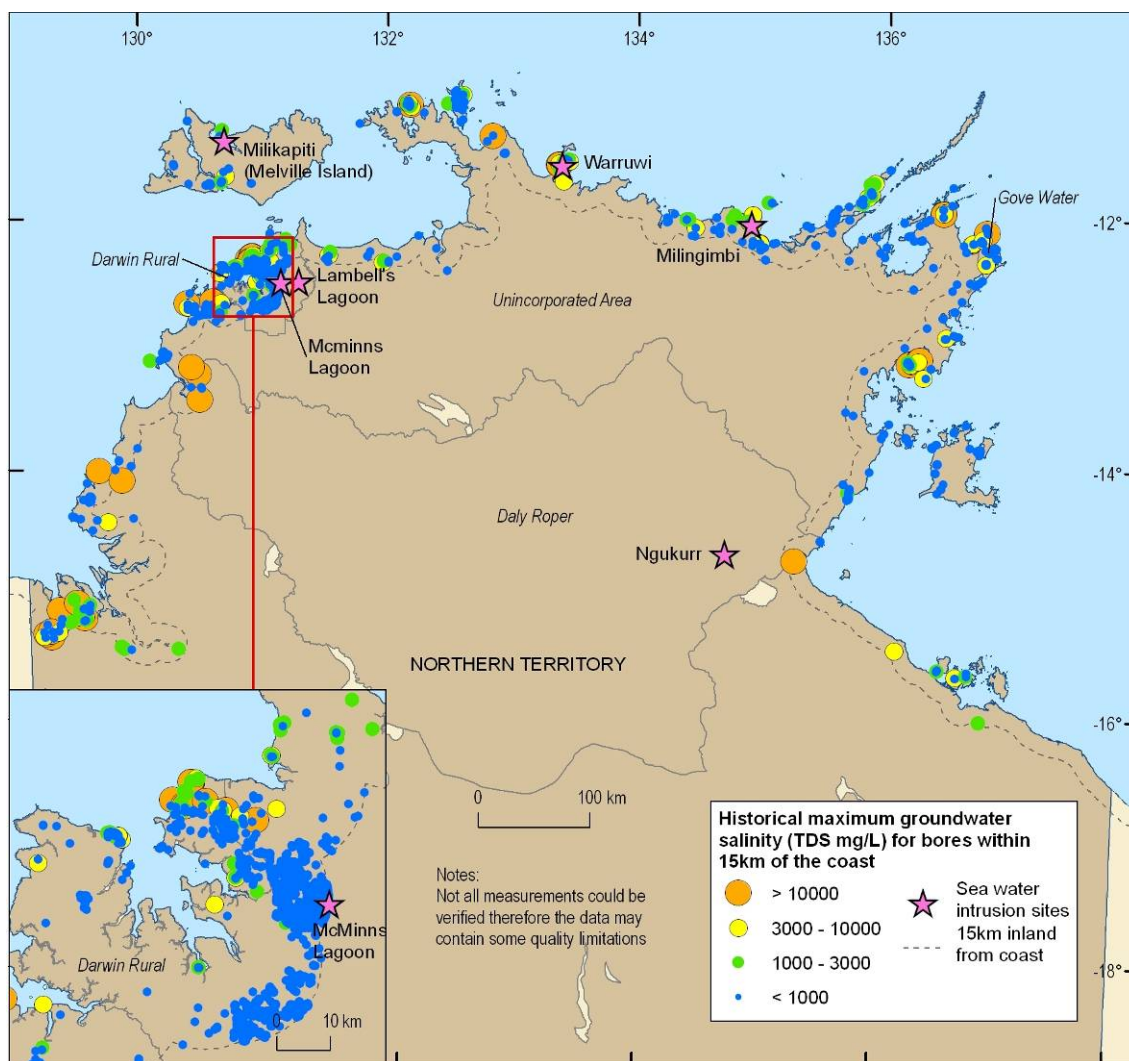 130°
132°
134°
136°
Milikapiti
(Melville Island)
Warruwi
-12°
Gove Water
Milingimbi
Darwin Rural
Lambell's
Lagoon
Unincorporated Area
Mcminns
Lagoon
-14°
Daly Roper
Ngukurr
NORTHERN TERRITORY
-16°
0 100 km
Notes:
Not all measurements could be
verified therefore the data may
contain some quality limitations
Historical maximum groundwater
salinity (TDS mg/L) for bores within
15km of the coast
> 10000
3000 - 10000
1000 - 3000
< 1000
Sea water
intrusion sites
15km inland
from coast
McMinns
Lagoon
Darwin Rural
0 10 km
-18°